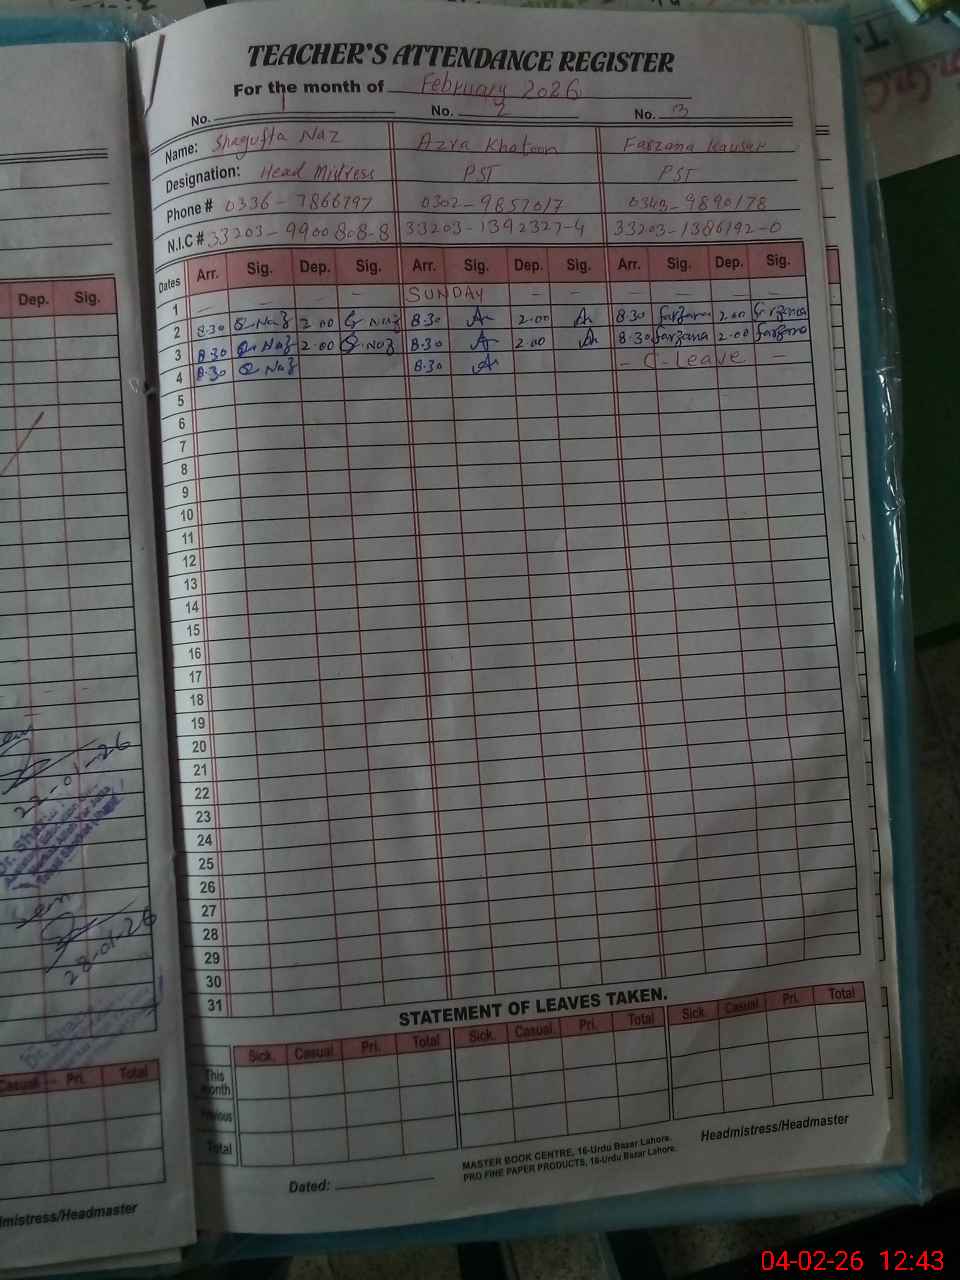 TEACHER'S ATTENDANCE REGISTER
For the month of February 2026
No. 1 No. 2 No. 3
Name: Shagufta Naz Azra Khatoon Farzana Kausar
Designation: Head Mistress PST PST
Phone # 0336-7866797 0302-9857017 0343-9890178
N.I.C # 33203-9900808-8 33203-1392327-4 33203-1386192-0
Dates Arr. Sig. Dep. Sig. Arr. Sig. Dep. Sig. Arr. Sig. Dep. Sig.
1 - - - - SUNDAY - - - - - -
2 8:30 Naz 2:00 Naz 8:30 2:00 8:30 farzana 2:00 farzana
3 8:30 Naz 2:00 Naz 8:30 2:00 8:30 farzana 2:00 farzana
4 8:30 Naz 8:30 - C-Leave -
5
6
7
8
9
10
11
12
13
14
15
16
17
18
19
20
21
22
23
24
25
26
27
28
29
30
31
STATEMENT OF LEAVES TAKEN.
Sick. Casual Pri. Total Sick. Casual Pri. Total Sick. Casual Pri. Total
This month
Previous
Total
Headmistress/Headmaster
MASTER BOOK CENTRE, 16-Urdu Bazar Lahore.
PRO FINE PAPER PRODUCTS, 16-Urdu Bazar Lahore.
Dated:
Dep. Sig.
28-01-26
Casual Pri. Total
dmistress/Headmaster
04-02-26 12:43